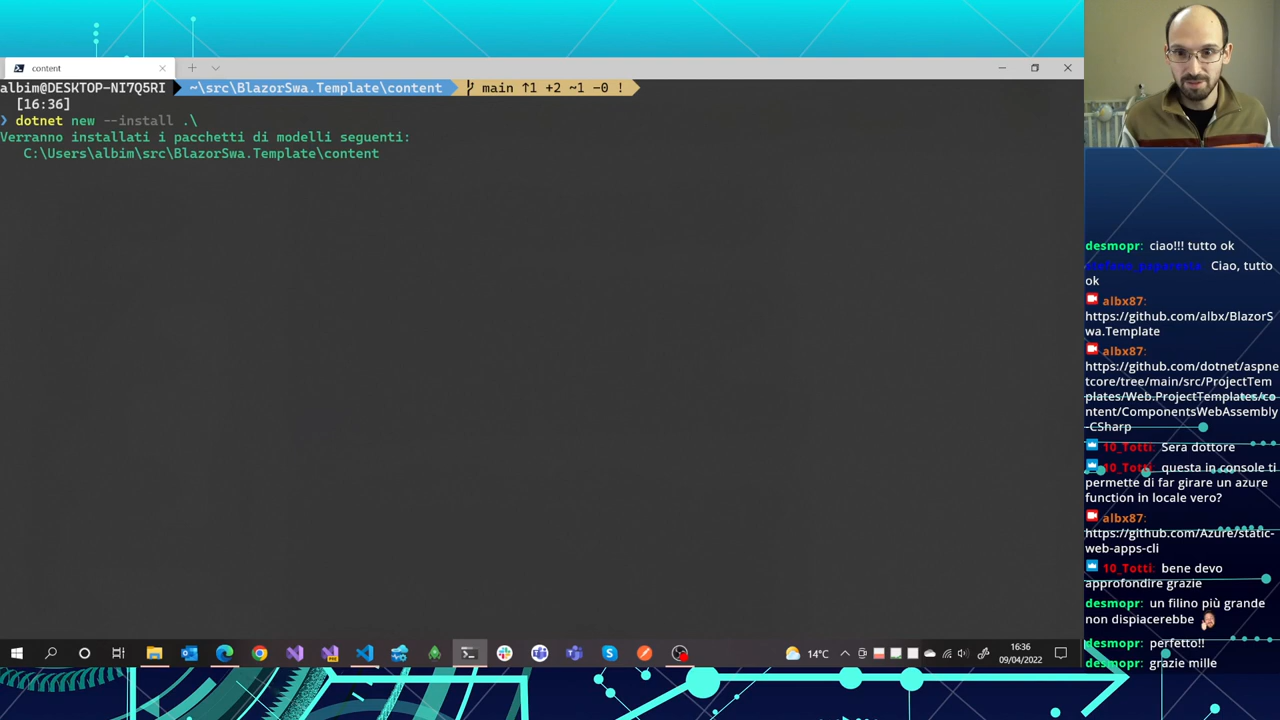 content
albim@DESKTOP-NI7Q5RI ~\src\BlazorSwa.Template\content main ↑1 +2 ~1 -0 !
[16:36]
❯ dotnet new --install .\
Verranno installati i pacchetti di modelli seguenti:
C:\Users\albim\src\BlazorSwa.Template\content
desmopr: ciao!!! tutto ok
Ciao, tutto
ok
albx87:
https://github.com/albx/BlazorS
wa.Template
albx87:
https://github.com/dotnet/aspne
tcore/tree/main/src/ProjectTem
plates/Web.ProjectTemplates/co
ntent/ComponentsWebAssembly
-CSharp
10_Totti: Sera dottore
10_Totti: questa in console ti
permette di far girare un azure
function in locale vero?
albx87:
https://github.com/Azure/static-
web-apps-cli
10_Totti: bene devo
approfondire grazie
desmopr: un filino più grande
non dispiacerebbe
desmopr: perfetto!!
desmopr: grazie mille
14°C
16:36
09/04/2022